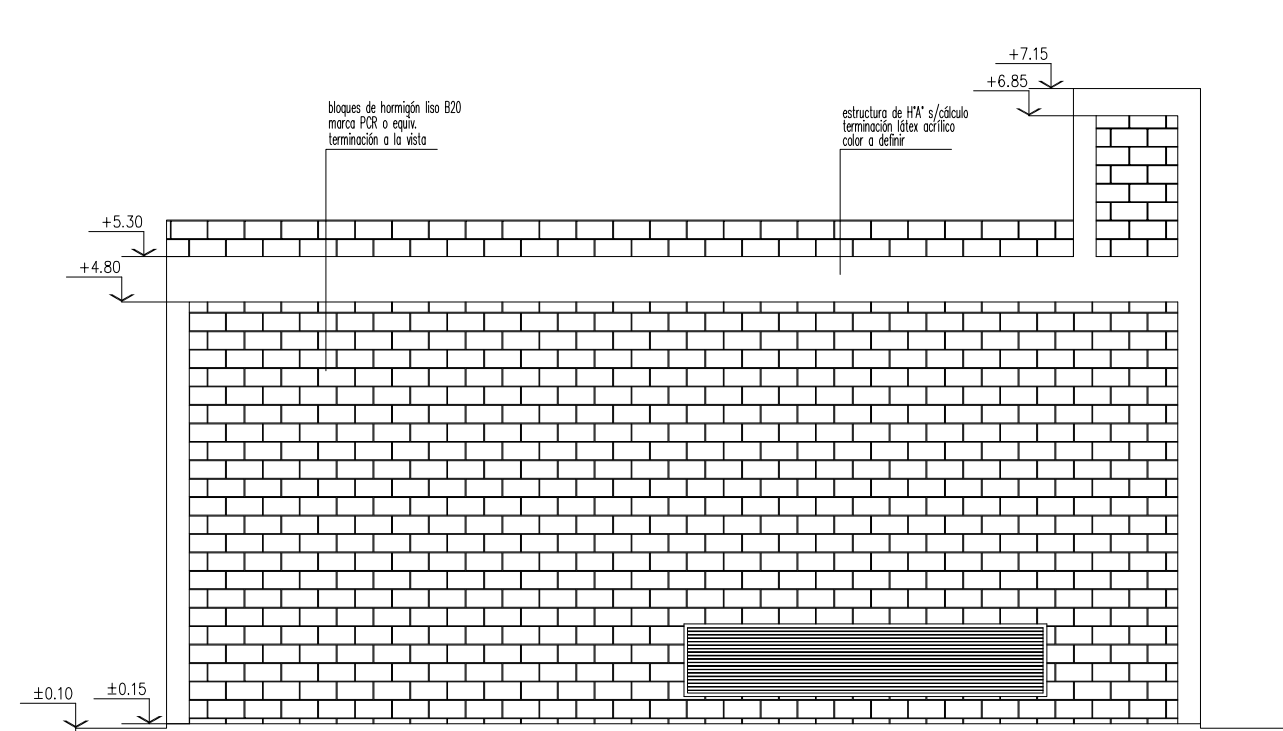 +7.15
+6.85
bloques de hormigón liso B20
marca PCR o equiv.
terminación a la vista
estructura de H°A° s/cálculo
terminación látex acrílico
color a definir
+5.30
+4.80
±0.10
±0.15